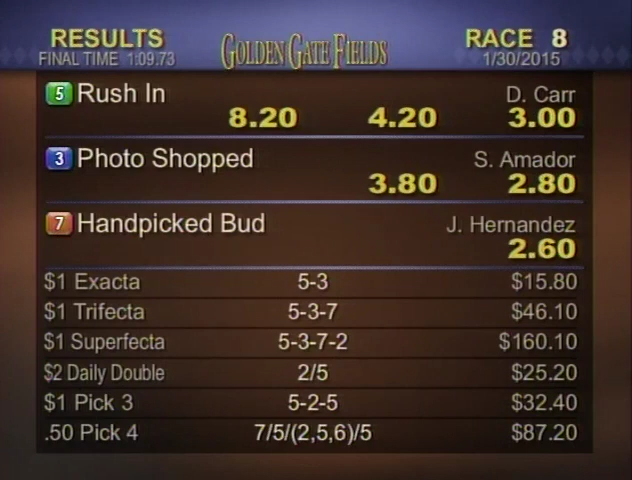 RESULTS GOLDEN GATE FIELDS RACE 8
FINAL TIME 1:09.73 1/30/2015
5 Rush In D. Carr
8.20 4.20 3.00
3 Photo Shopped S. Amador
3.80 2.80
7 Handpicked Bud J. Hernandez
2.60
$1 Exacta 5-3 $15.80
$1 Trifecta 5-3-7 $46.10
$1 Superfecta 5-3-7-2 $160.10
$2 Daily Double 2/5 $25.20
$1 Pick 3 5-2-5 $32.40
.50 Pick 4 7/5/(2,5,6)/5 $87.20